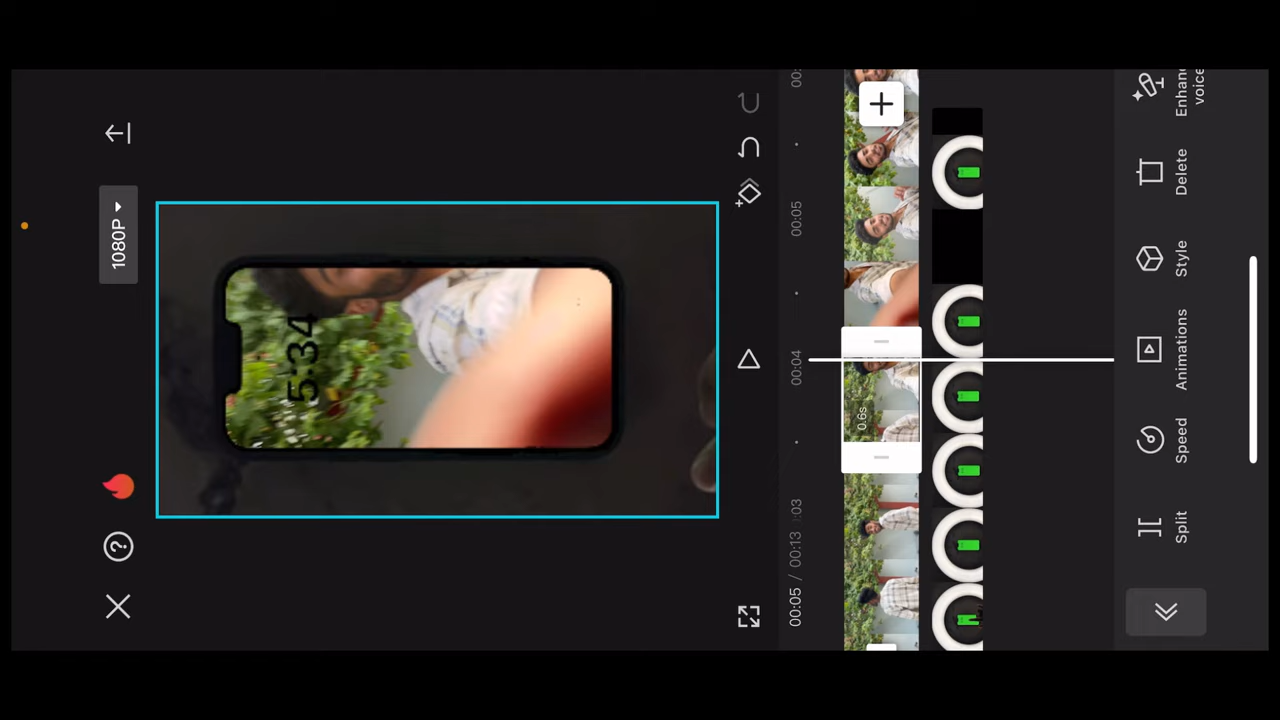 1080P
5:34
00:05 / 00:13
:03
00:04
00:05
00:
0.6s
Split
Speed
Animations
Style
Delete
Enhanc
voice